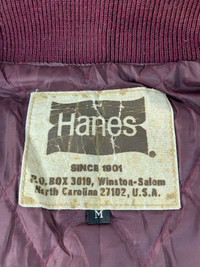 Hanes
SINCE 1901
P.O. BOX 3019, Winston-Salem
North Carolina 27102, U.S.A.
M